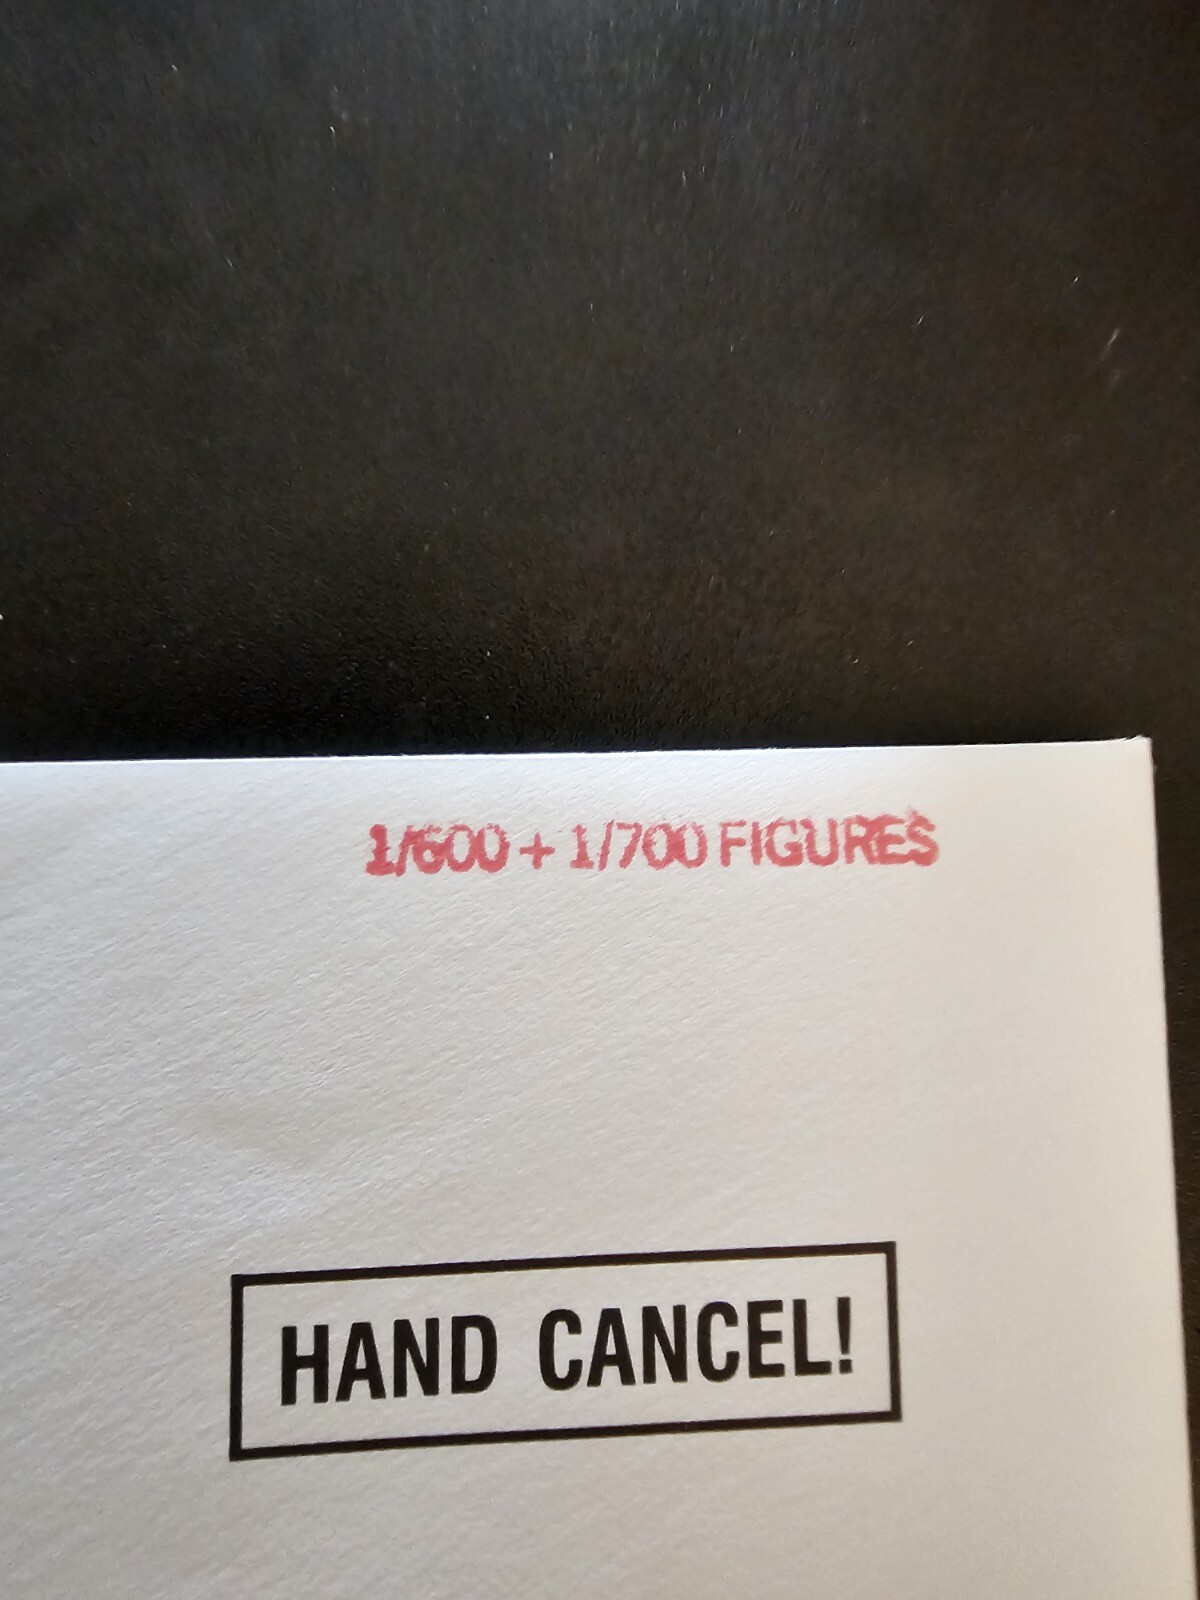 1/600 + 1/700 FIGURES
HAND CANCEL!